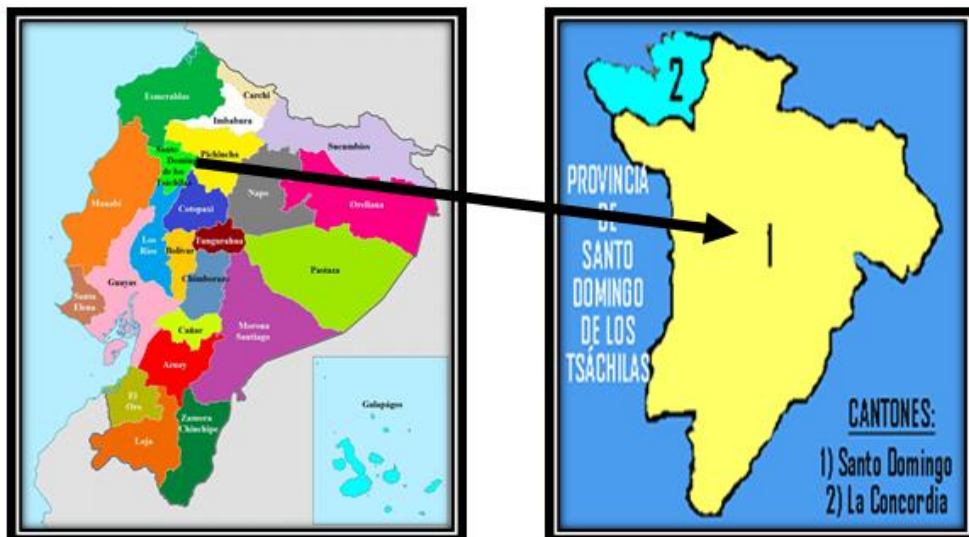 Esmeraldas
Carchi
Imbabura
Sucumbios
Pichincha
Santo
Domingo
de los
Tsáchilas
Manabí
Napo
Orellana
Cotopaxi
Los
Ríos
Bolívar
Tungurahua
Pastaza
Chimborazo
Guayas
Santa
Elena
Cañar
Morona
Santiago
Azuay
El
Oro
Zamora
Chinchipe
Loja
Galápagos
2
PROVINCIA
DE
SANTO
DOMINGO
DE LOS
TSÁCHILAS
1
CANTONES:
1) Santo Domingo
2) La Concordia